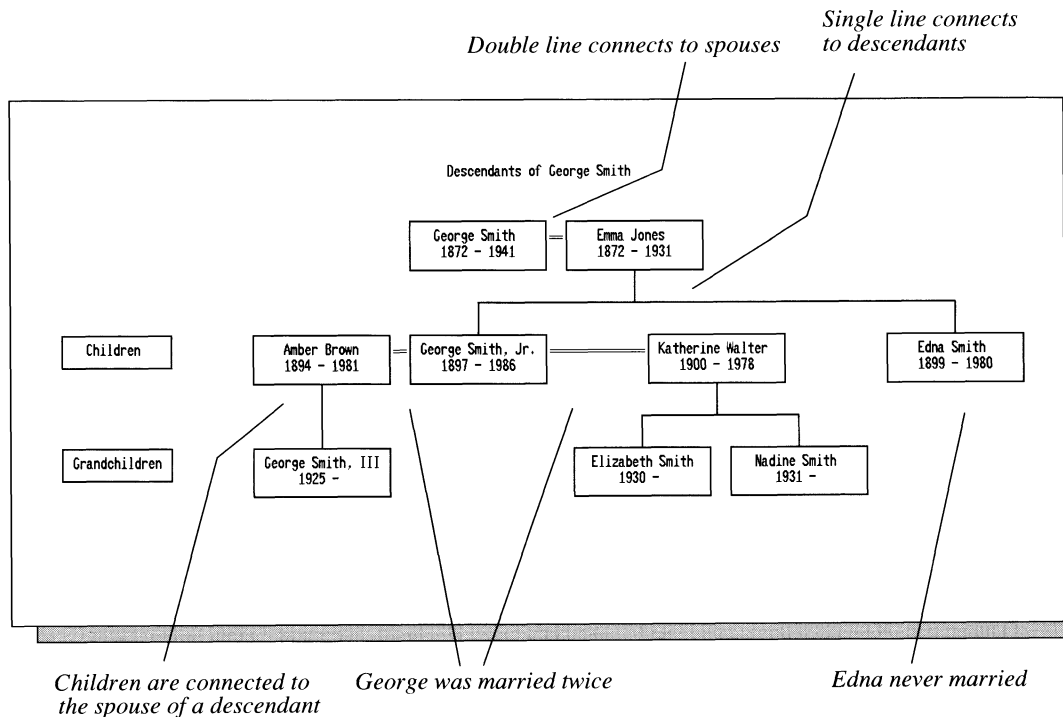 Double line connects to spouses
Single line connects
to descendants
Descendants of George Smith
George Smith
1872 - 1941
Emma Jones
1872 - 1931
Children
Amber Brown
1894 - 1981
George Smith, Jr.
1897 - 1986
Katherine Walter
1900 - 1978
Edna Smith
1899 - 1980
Grandchildren
George Smith, III
1925 -
Elizabeth Smith
1930 -
Nadine Smith
1931 -
Children are connected to
the spouse of a descendant
George was married twice
Edna never married